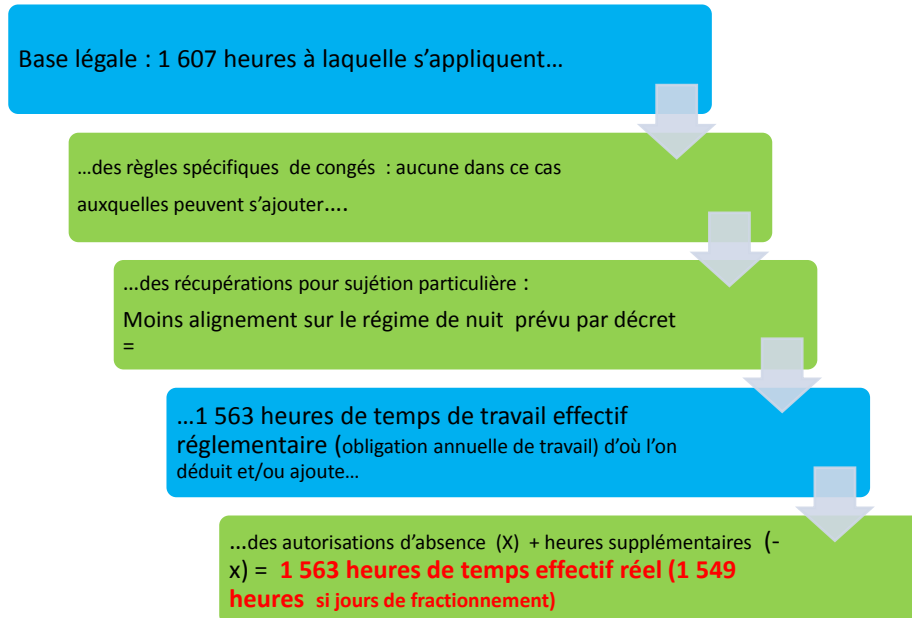 Base légale : 1 607 heures à laquelle s’appliquent…
…des règles spécifiques de congés : aucune dans ce cas
auxquelles peuvent s’ajouter….
…des récupérations pour sujétion particulière :
Moins alignement sur le régime de nuit prévu par décret
=
…1 563 heures de temps de travail effectif
réglementaire (obligation annuelle de travail) d’où l’on
déduit et/ou ajoute…
…des autorisations d’absence (X) + heures supplémentaires (-
x) = 1 563 heures de temps effectif réel (1 549
heures si jours de fractionnement)